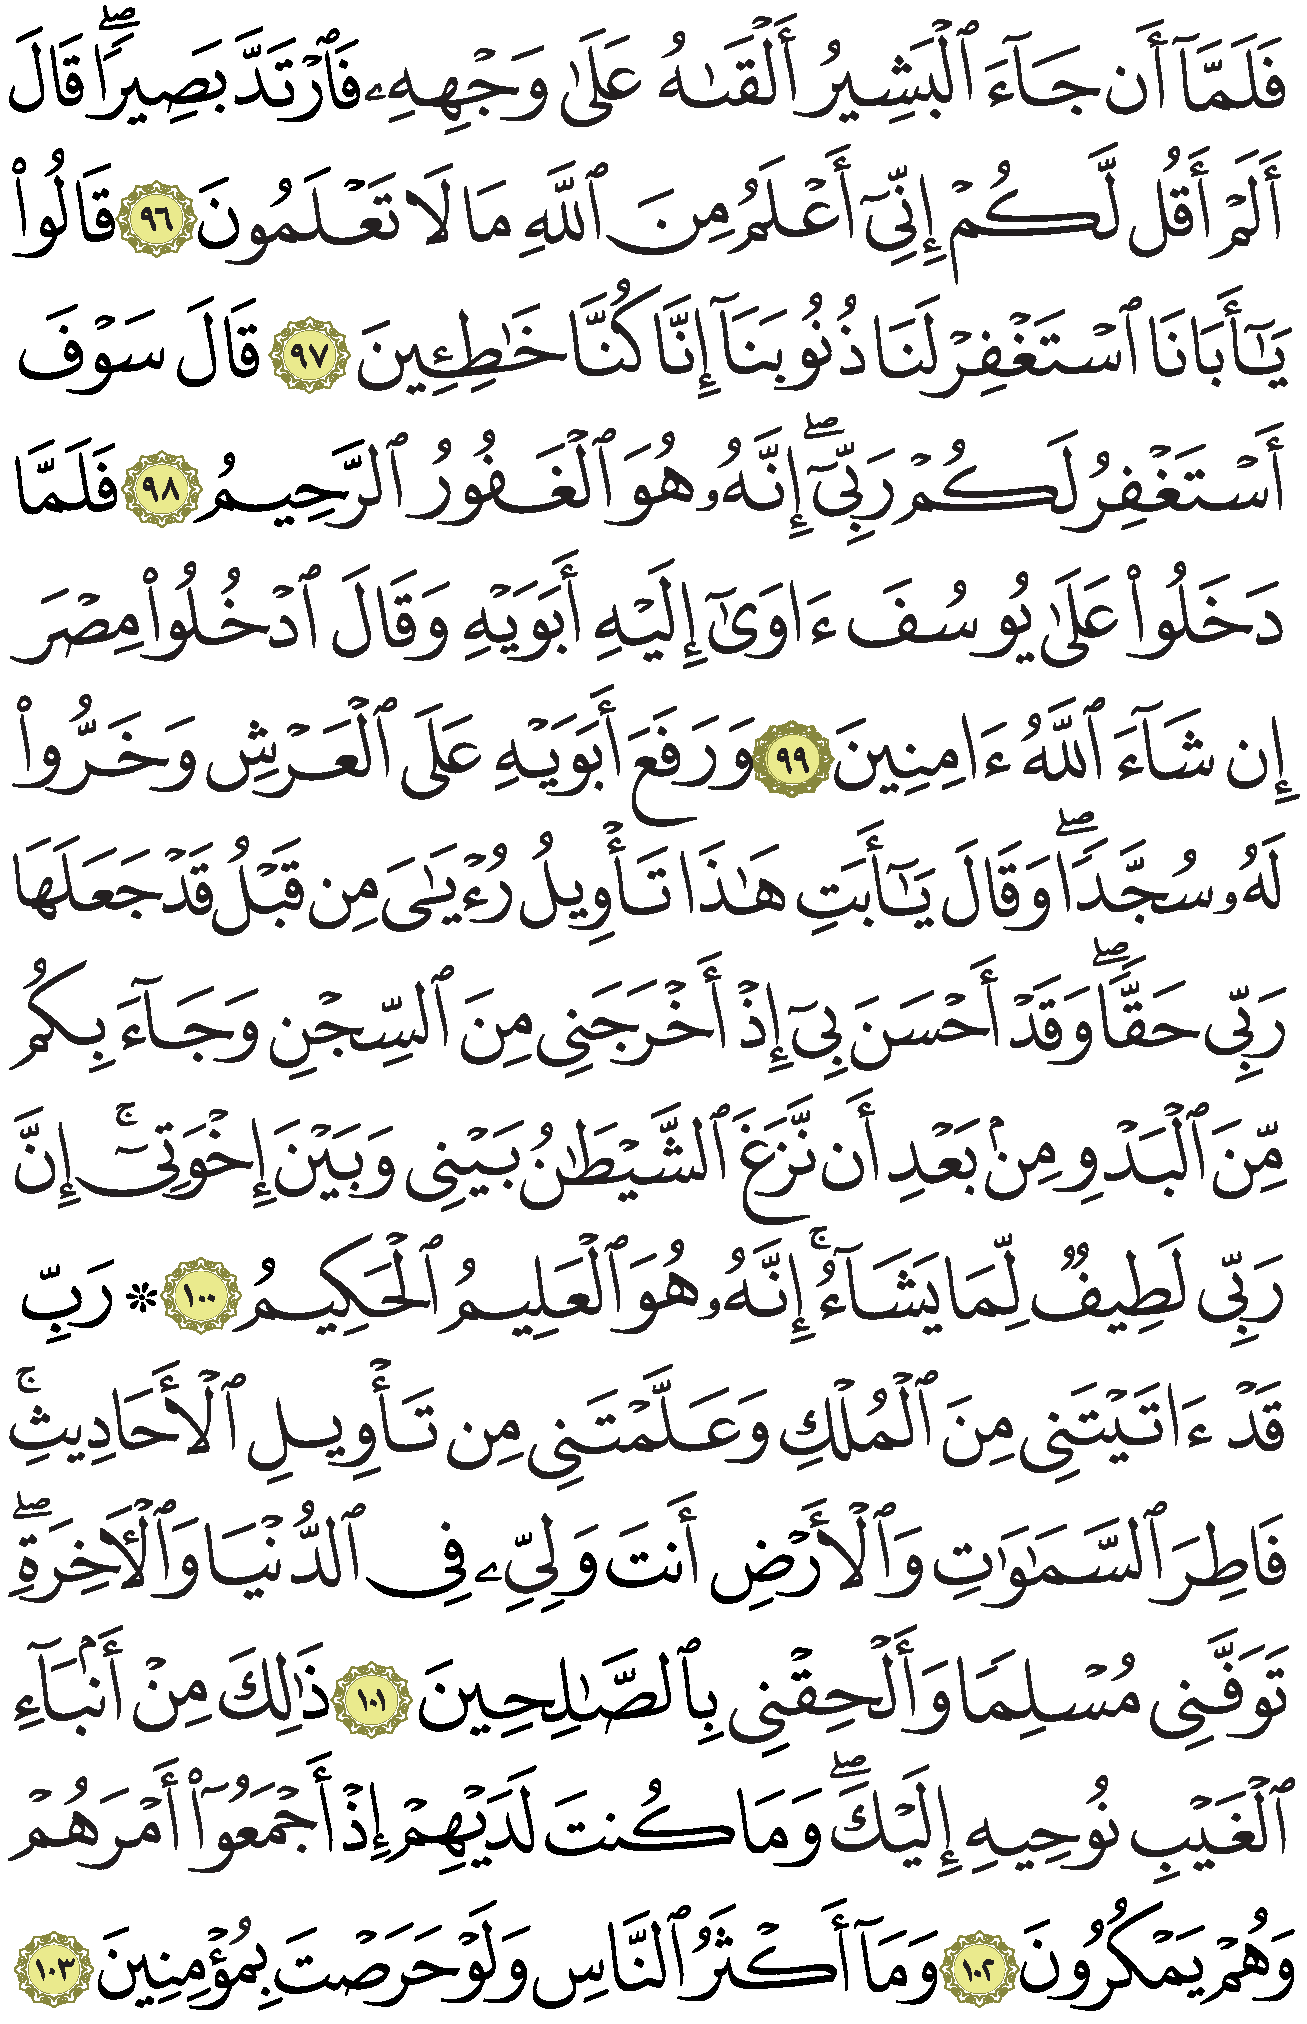 فَلَمَّآ أَن جَآءَ ٱلْبَشِيرُ أَلْقَىٰهُ عَلَىٰ وَجْهِهِۦ فَٱرْتَدَّ بَصِيرًا ۖ قَالَ
أَلَمْ أَقُل لَّكُمْ إِنِّىٓ أَعْلَمُ مِنَ ٱللَّهِ مَا لَا تَعْلَمُونَ ٩٦ قَالُوا۟
يَـٰٓأَبَانَا ٱسْتَغْفِرْ لَنَا ذُنُوبَنَآ إِنَّا كُنَّا خَـٰطِـِٔينَ ٩٧ قَالَ سَوْفَ
أَسْتَغْفِرُ لَكُمْ رَبِّىٓ ۖ إِنَّهُۥ هُوَ ٱلْغَفُورُ ٱلرَّحِيمُ ٩٨ فَلَمَّا
دَخَلُوا۟ عَلَىٰ يُوسُفَ ءَاوَىٰٓ إِلَيْهِ أَبَوَيْهِ وَقَالَ ٱدْخُلُوا۟ مِصْرَ
إِن شَآءَ ٱللَّهُ ءَامِنِينَ ٩٩ وَرَفَعَ أَبَوَيْهِ عَلَى ٱلْعَرْشِ وَخَرُّوا۟
لَهُۥ سُجَّدًا ۖ وَقَالَ يَـٰٓأَبَتِ هَـٰذَا تَأْوِيلُ رُءْيَـٰىَ مِن قَبْلُ قَدْ جَعَلَهَا
رَبِّى حَقًّا ۖ وَقَدْ أَحْسَنَ بِىٓ إِذْ أَخْرَجَنِى مِنَ ٱلسِّجْنِ وَجَآءَ بِكُم
مِّنَ ٱلْبَدْوِ مِنۢ بَعْدِ أَن نَّزَغَ ٱلشَّيْطَـٰنُ بَيْنِى وَبَيْنَ إِخْوَتِىٓ ۚ إِنَّ
رَبِّى لَطِيفٌ لِّمَا يَشَآءُ ۚ إِنَّهُۥ هُوَ ٱلْعَلِيمُ ٱلْحَكِيمُ ١٠٠ ۞ رَبِّ
قَدْ ءَاتَيْتَنِى مِنَ ٱلْمُلْكِ وَعَلَّمْتَنِى مِن تَأْوِيلِ ٱلْأَحَادِيثِ ۚ
فَاطِرَ ٱلسَّمَـٰوَٰتِ وَٱلْأَرْضِ أَنتَ وَلِىِّۦ فِى ٱلدُّنْيَا وَٱلْـَٔاخِرَةِ ۖ
تَوَفَّنِى مُسْلِمًا وَأَلْحِقْنِى بِٱلصَّـٰلِحِينَ ١٠١ ذَٰلِكَ مِنْ أَنۢبَآءِ
ٱلْغَيْبِ نُوحِيهِ إِلَيْكَ ۖ وَمَا كُنتَ لَدَيْهِمْ إِذْ أَجْمَعُوٓا۟ أَمْرَهُمْ
وَهُمْ يَمْكُرُونَ ١٠٢ وَمَآ أَكْثَرُ ٱلنَّاسِ وَلَوْ حَرَصْتَ بِمُؤْمِنِينَ ١٠٣